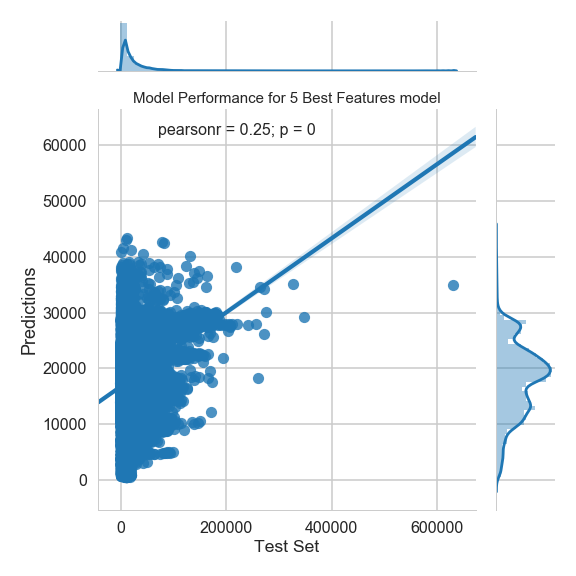 Model Performance for 5 Best Features model
pearsonr = 0.25; p = 0
60000
50000
40000
30000
20000
10000
0
Predictions
0 200000 400000 600000
Test Set